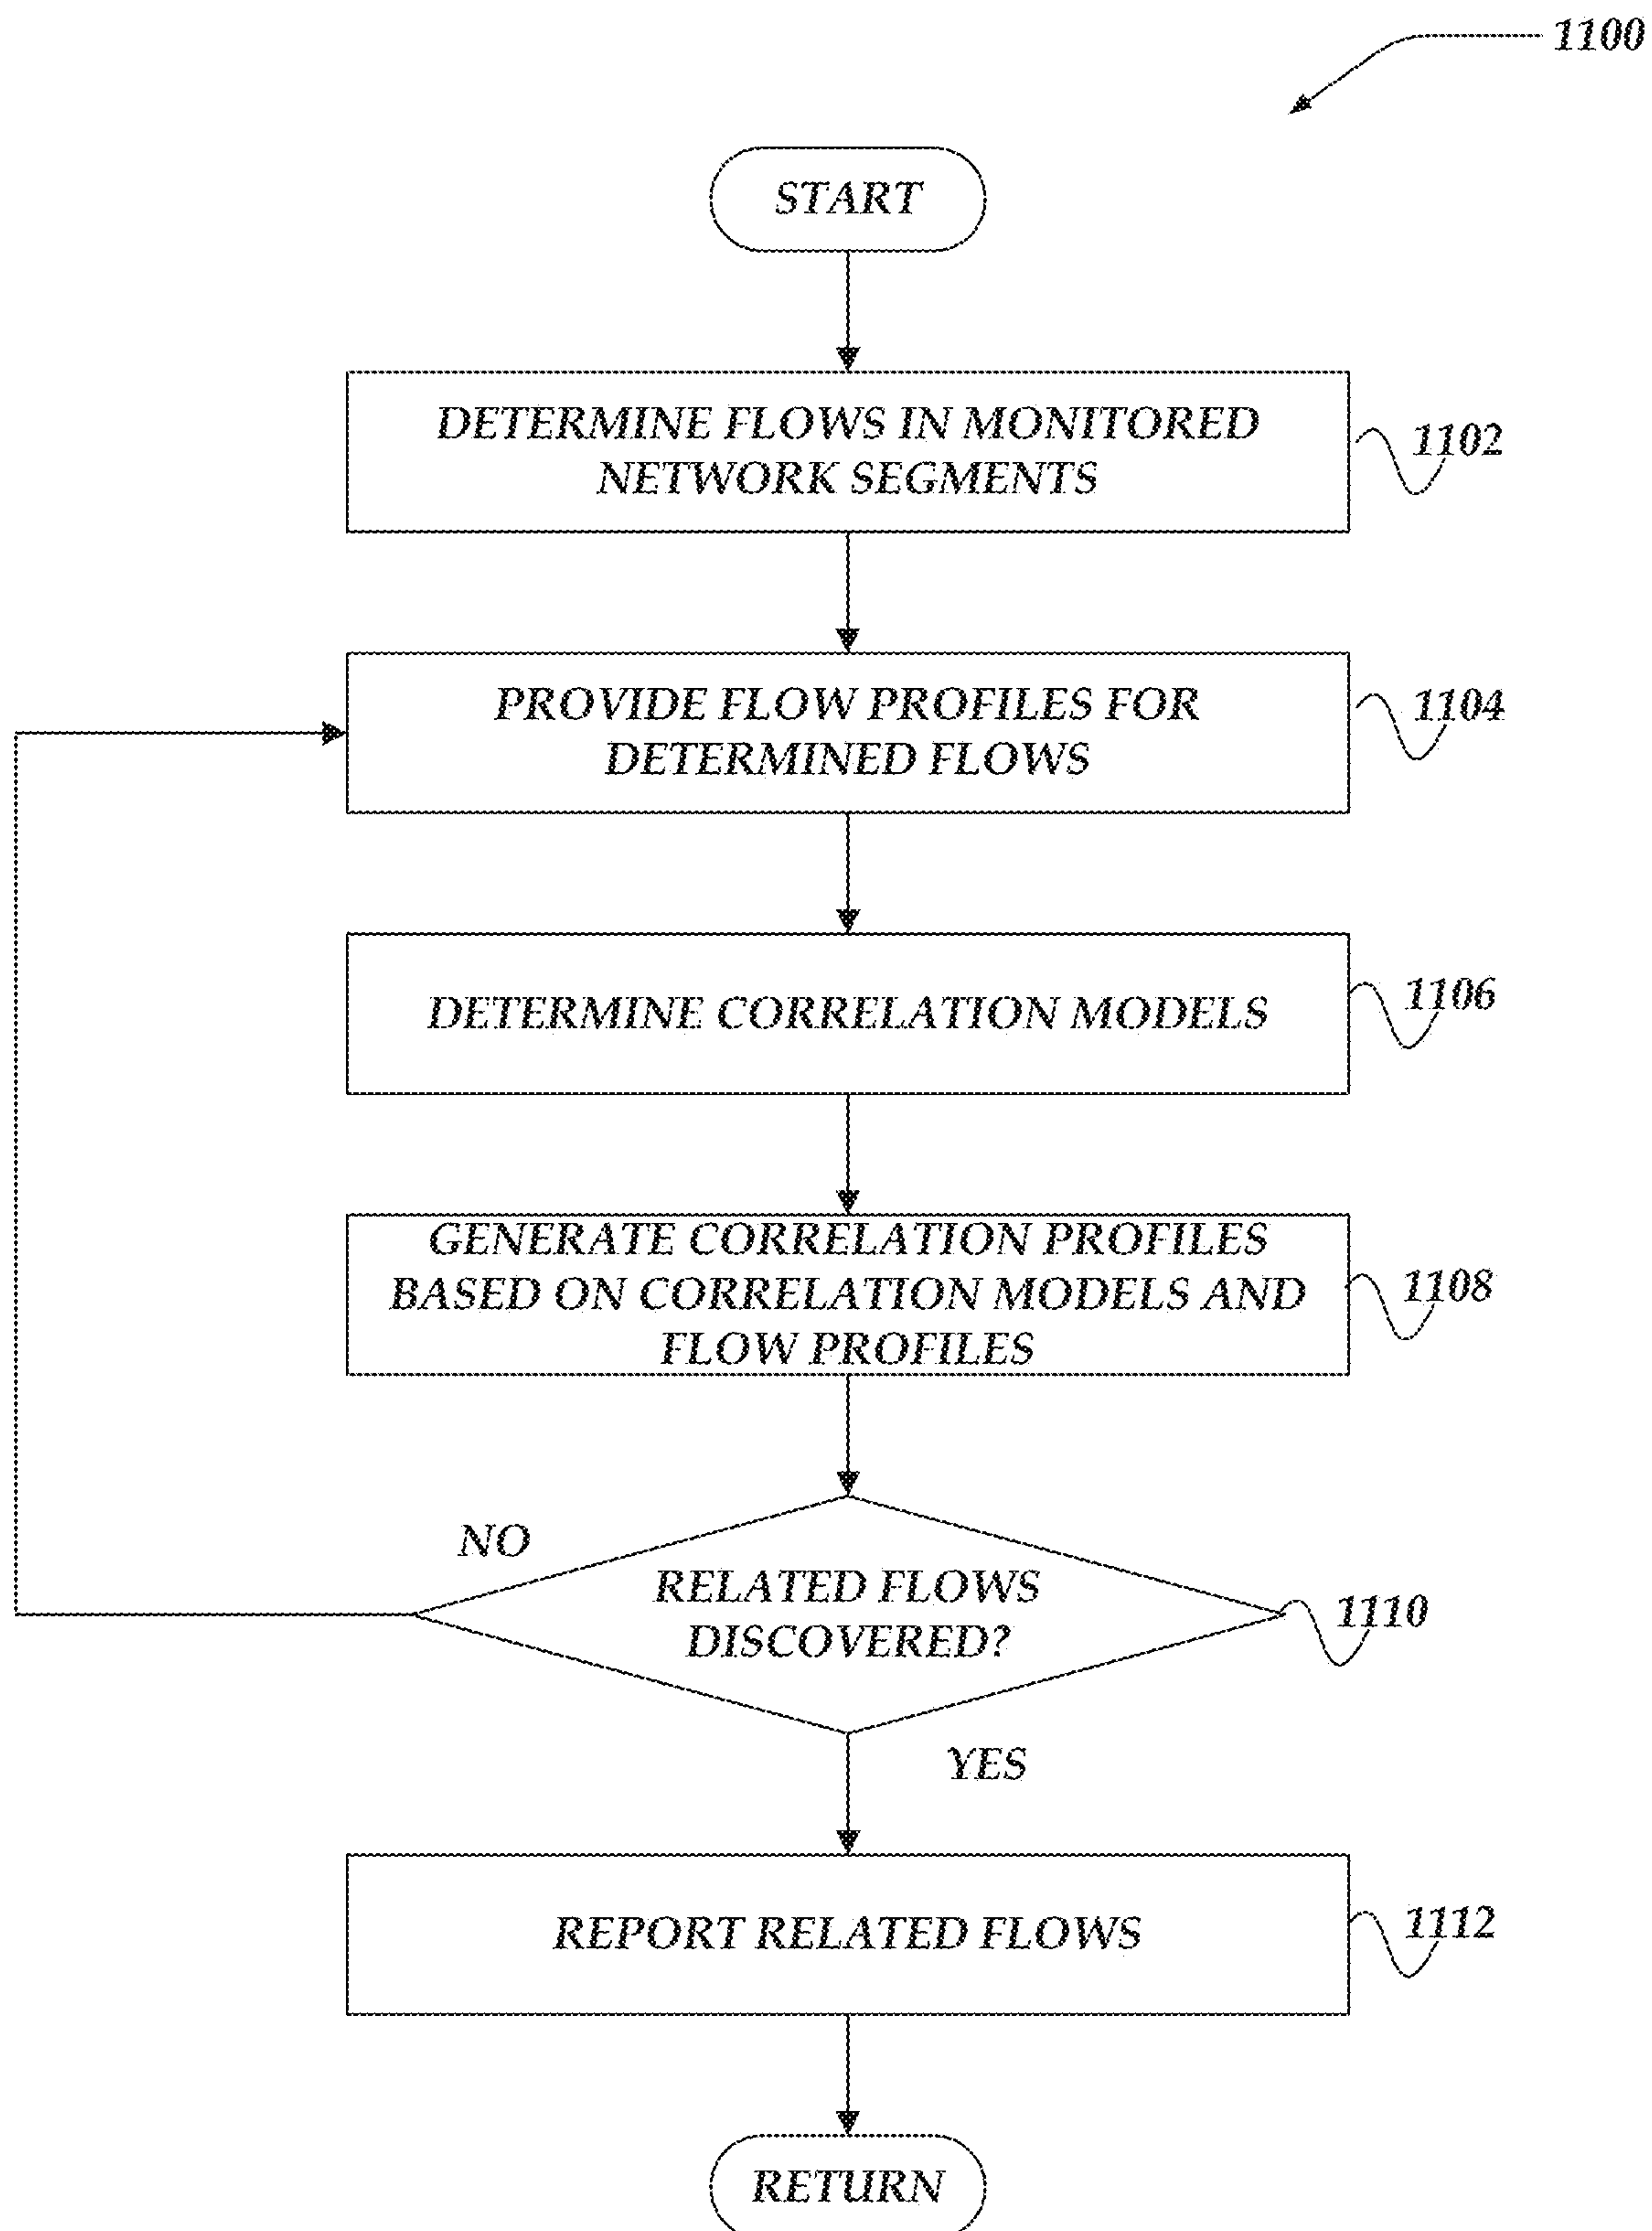 1100
START
DETERMINE FLOWS IN MONITORED
NETWORK SEGMENTS
1102
PROVIDE FLOW PROFILES FOR
DETERMINED FLOWS
1104
DETERMINE CORRELATION MODELS
1106
GENERATE CORRELATION PROFILES
BASED ON CORRELATION MODELS AND
FLOW PROFILES
1108
NO
RELATED FLOWS
DISCOVERED?
1110
YES
REPORT RELATED FLOWS
1112
RETURN